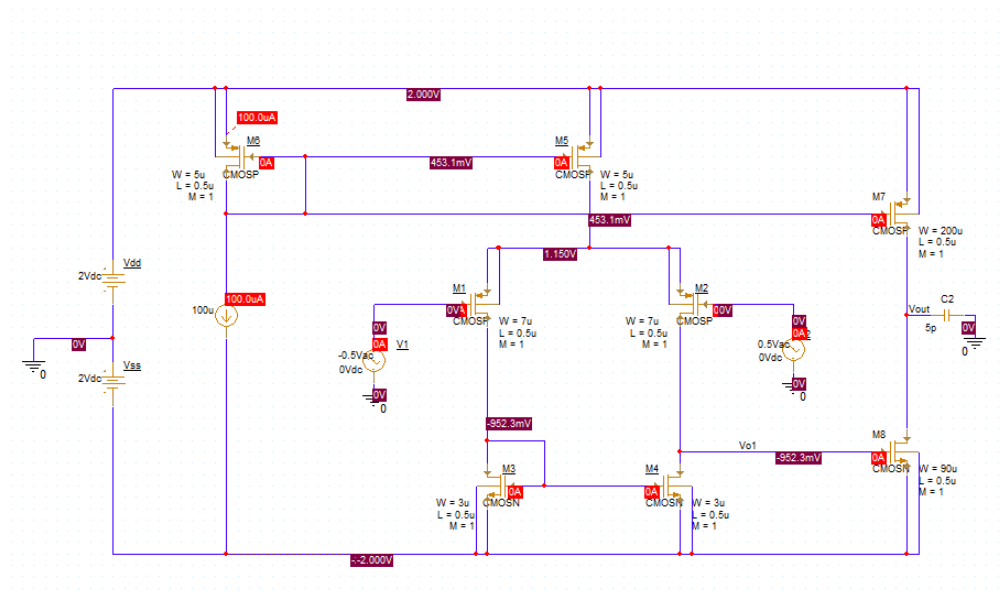 2.000V
100.0uA
M6
0A
CMOSP
W = 5u
L = 0.5u
M = 1
453.1mV
M5
0A
CMOSP
W = 5u
L = 0.5u
M = 1
453.1mV
M7
0A
CMOSP
W = 200u
L = 0.5u
M = 1
1.150V
Vdd
2Vdc
100.0uA
100u
M1
0V
CMOSP
W = 7u
L = 0.5u
M = 1
M2
0V
CMOSP
W = 7u
L = 0.5u
M = 1
Vout
C2
5p
0V
0
0V
0
Vss
2Vdc
0V
0A
V1
-0.5Vac
0Vdc
0V
0
0V
0A
0.5Vac
0Vdc
0V
0
-952.3mV
M3
0A
CMOSN
W = 3u
L = 0.5u
M = 1
M4
0A
CMOSN
W = 3u
L = 0.5u
M = 1
Vo1
-952.3mV
M8
0A
CMOSN
W = 90u
L = 0.5u
M = 1
-2.000V